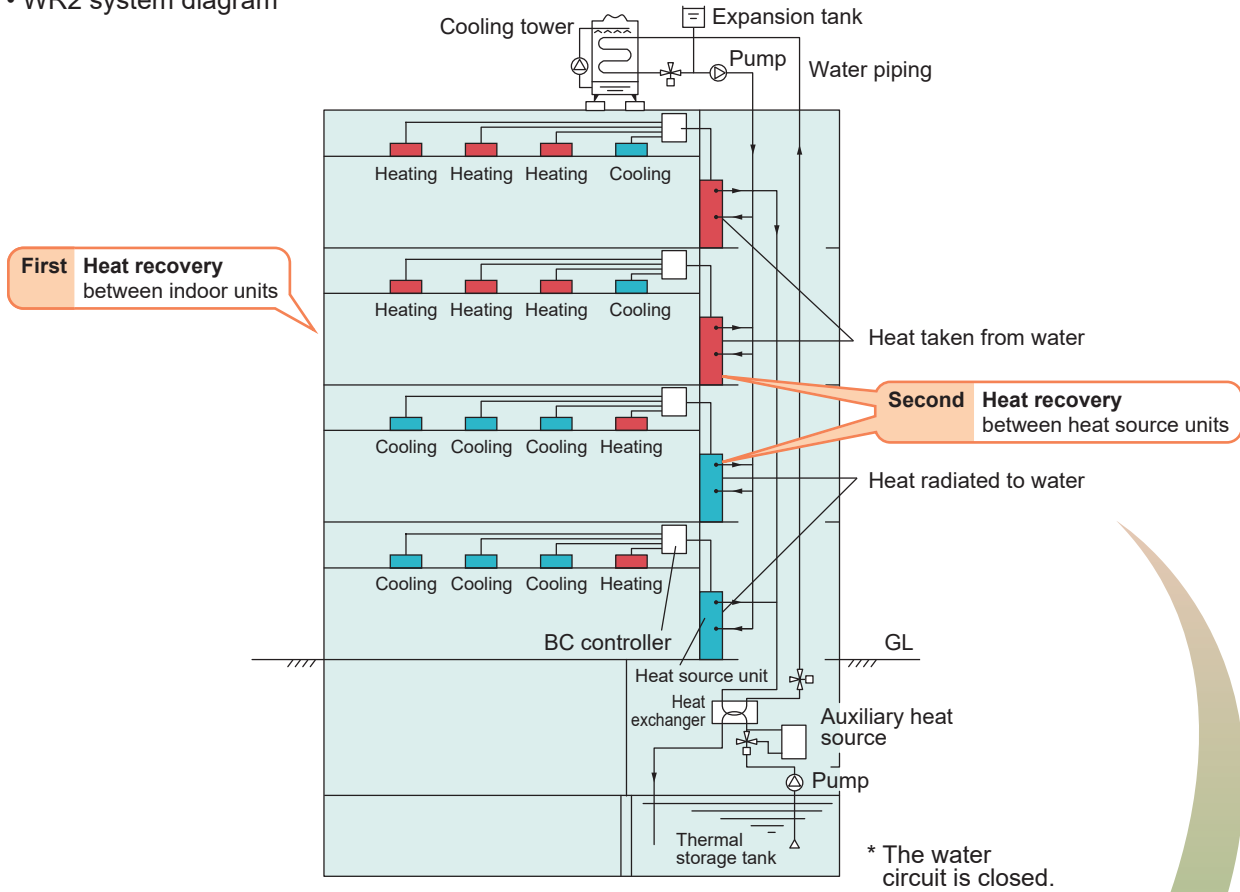 • WR2 system diagram
Cooling tower
Expansion tank
Pump
Water piping
Heating Heating Heating Cooling
First Heat recovery
between indoor units
Heating Heating Heating Cooling
Heat taken from water
Second Heat recovery
between heat source units
Cooling Cooling Cooling Heating
Heat radiated to water
Cooling Cooling Cooling Heating
BC controller
GL
Heat source unit
Heat
exchanger
Auxiliary heat
source
Pump
Thermal
storage tank
* The water
circuit is closed.